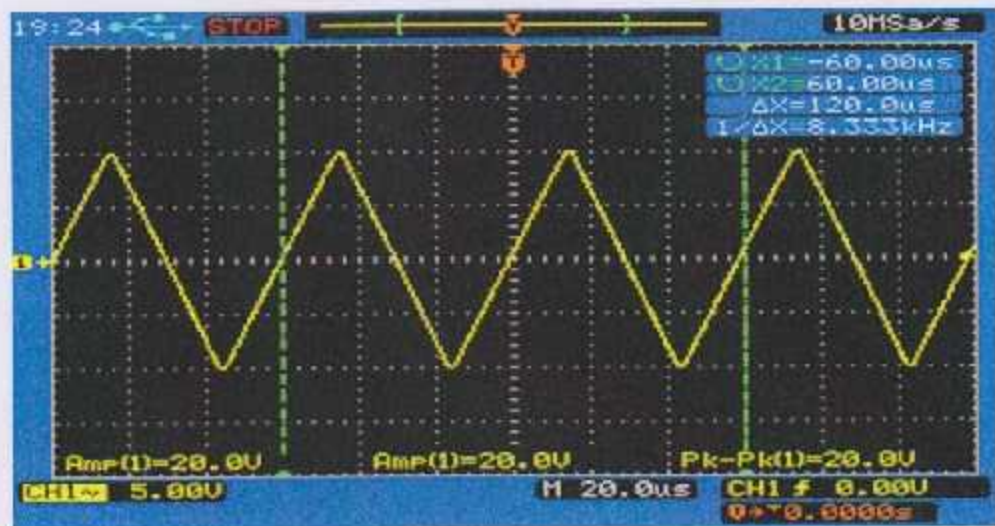 19:24 STOP 10MSa/s
T
X1=-60.00us
X2=60.00us
ΔX=120.0us
1/ΔX=8.333kHz
1
Amp(1)=20.0V Amp(1)=20.0V Pk-Pk(1)=20.0V
CH1~ 5.00V M 20.0us CH1 0.00V
0.0000s